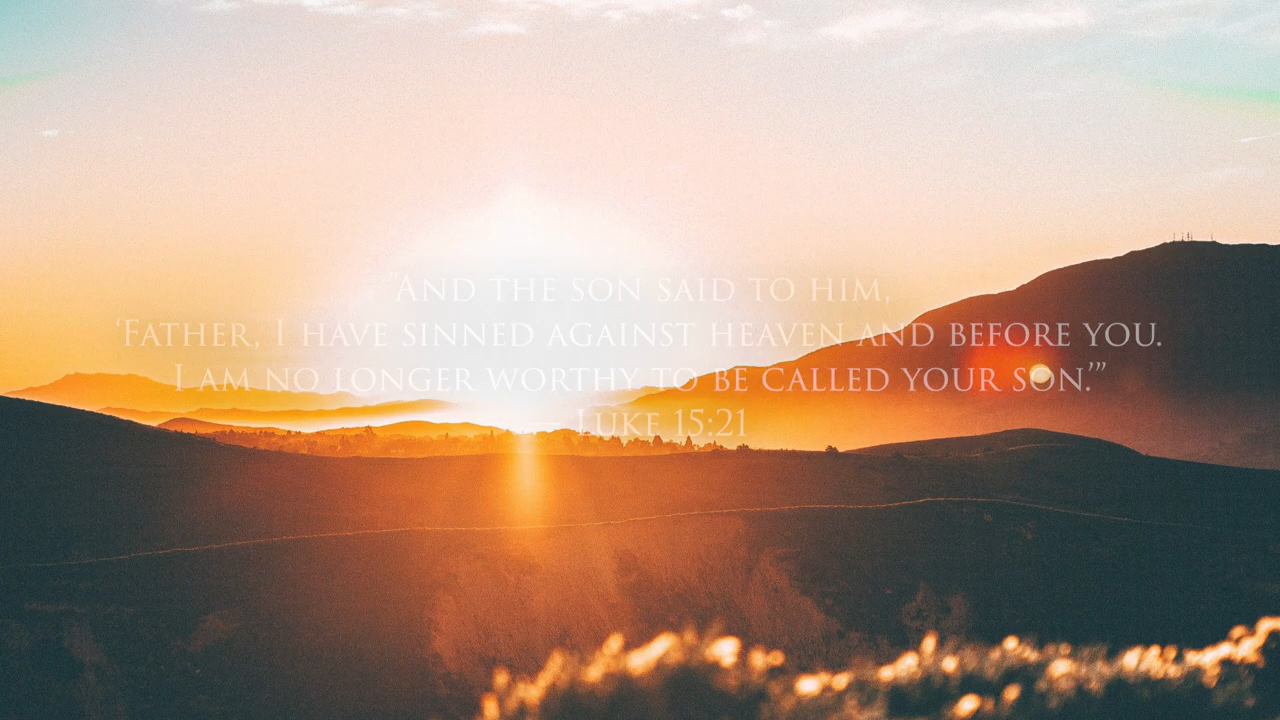 "And the son said to him,
'Father, I have sinned against heaven and before you.
I am no longer worthy to be called your son.'"
Luke 15:21